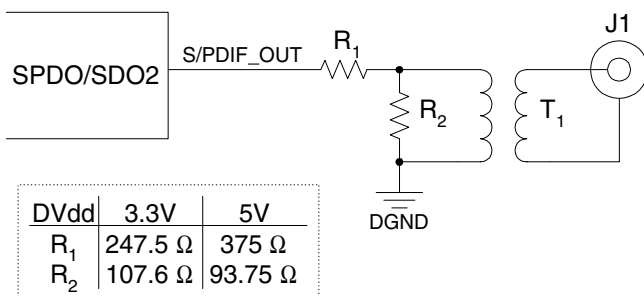 J1
S/PDIF_OUT
R1
SPDO/SDO2
R2
T1
DGND
DVdd 3.3V 5V
R1 247.5 Ω 375 Ω
R2 107.6 Ω 93.75 Ω